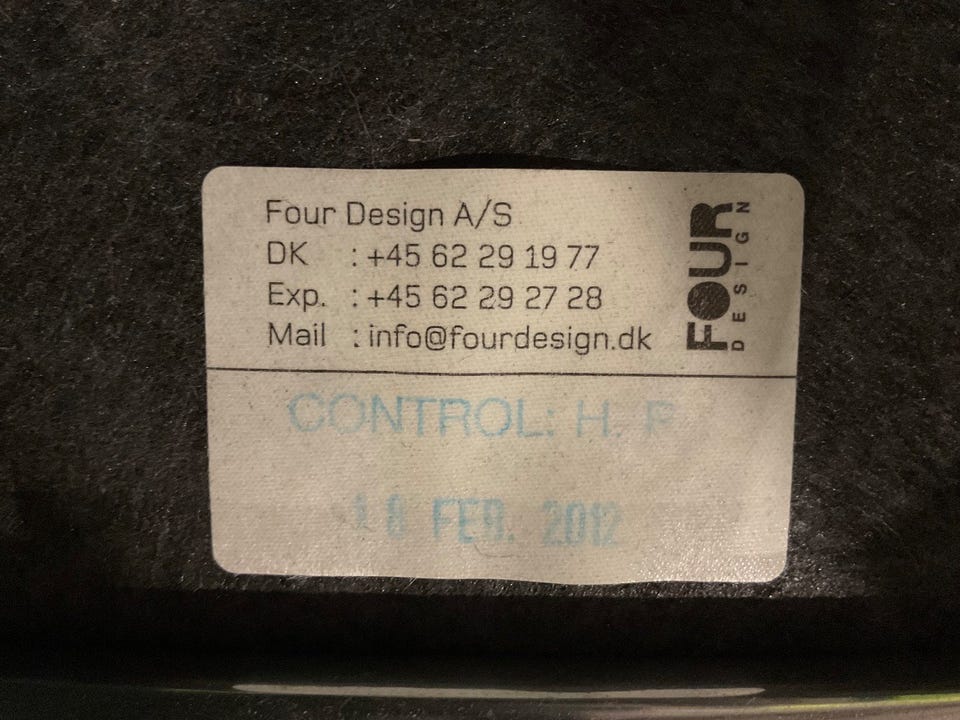 Four Design A/S
DK : +45 62 29 19 77
Exp. : +45 62 29 27 28
Mail : info@fourdesign.dk
FOUR
DESIGN
CONTROL: H. P
FEB. 2012